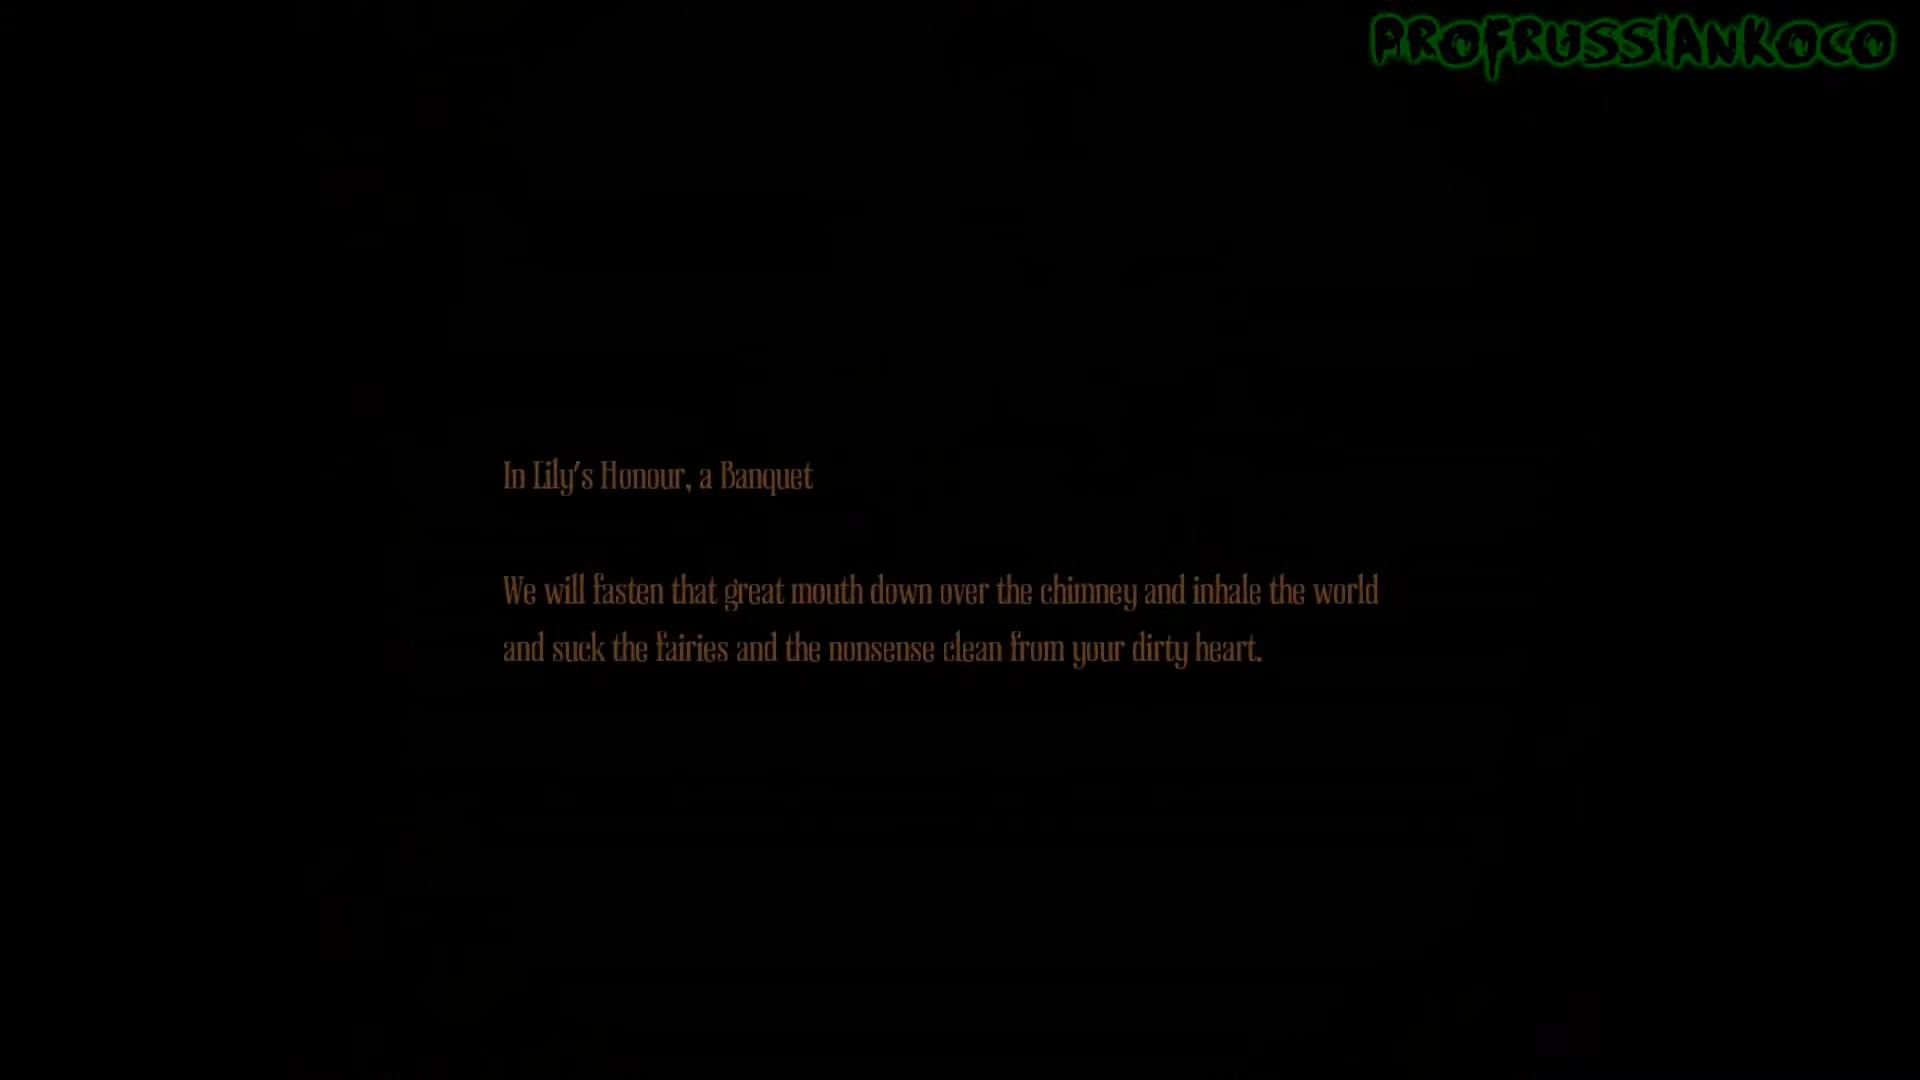 PROFRUSSIANKOCO
In Lily's Honour, a Banquet
We will fasten that great mouth down over the chimney and inhale the world
and suck the fairies and the nonsense clean from your dirty heart.